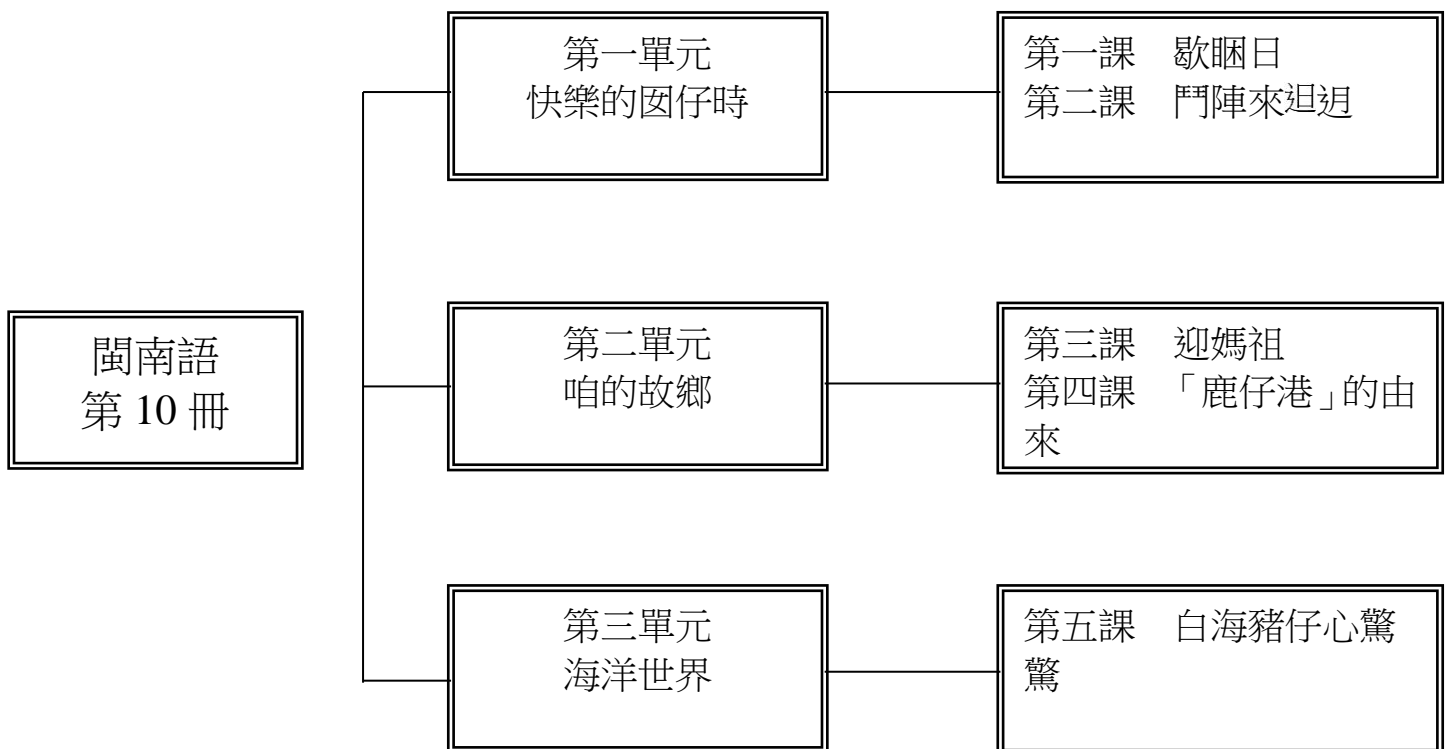 閩南語
第 10 冊
第一單元
快樂的囡仔時
第一課　歇睏日
第二課　鬥陣來𨑨迌
第二單元
咱的故鄉
第三課　迎媽祖
第四課　「鹿仔港」的由
來
第三單元
海洋世界
第五課　白海豬仔心驚
驚